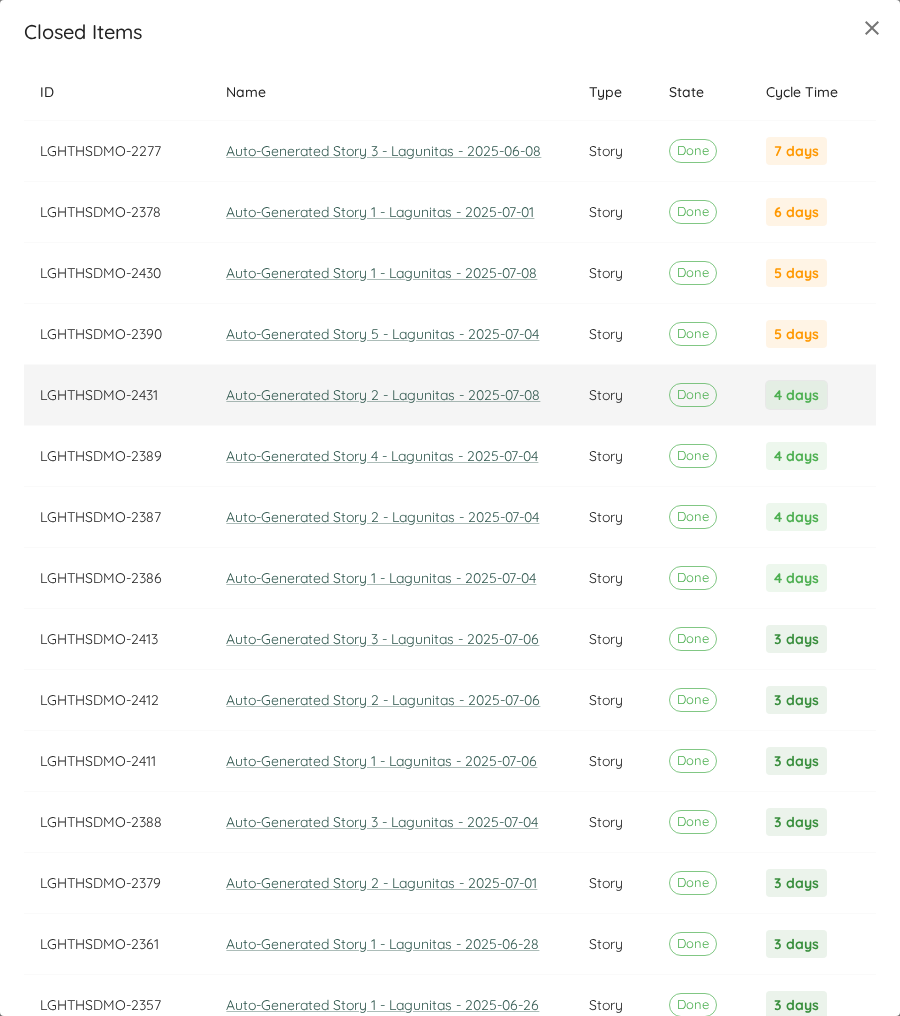 Closed Items
ID Name Type State Cycle Time
LGHTHSDMO-2277 Auto-Generated Story 3 - Lagunitas - 2025-06-08 Story Done 7 days
LGHTHSDMO-2378 Auto-Generated Story 1 - Lagunitas - 2025-07-01 Story Done 6 days
LGHTHSDMO-2430 Auto-Generated Story 1 - Lagunitas - 2025-07-08 Story Done 5 days
LGHTHSDMO-2390 Auto-Generated Story 5 - Lagunitas - 2025-07-04 Story Done 5 days
LGHTHSDMO-2431 Auto-Generated Story 2 - Lagunitas - 2025-07-08 Story Done 4 days
LGHTHSDMO-2389 Auto-Generated Story 4 - Lagunitas - 2025-07-04 Story Done 4 days
LGHTHSDMO-2387 Auto-Generated Story 2 - Lagunitas - 2025-07-04 Story Done 4 days
LGHTHSDMO-2386 Auto-Generated Story 1 - Lagunitas - 2025-07-04 Story Done 4 days
LGHTHSDMO-2413 Auto-Generated Story 3 - Lagunitas - 2025-07-06 Story Done 3 days
LGHTHSDMO-2412 Auto-Generated Story 2 - Lagunitas - 2025-07-06 Story Done 3 days
LGHTHSDMO-2411 Auto-Generated Story 1 - Lagunitas - 2025-07-06 Story Done 3 days
LGHTHSDMO-2388 Auto-Generated Story 3 - Lagunitas - 2025-07-04 Story Done 3 days
LGHTHSDMO-2379 Auto-Generated Story 2 - Lagunitas - 2025-07-01 Story Done 3 days
LGHTHSDMO-2361 Auto-Generated Story 1 - Lagunitas - 2025-06-28 Story Done 3 days
LGHTHSDMO-2357 Auto-Generated Story 1 - Lagunitas - 2025-06-26 Story Done 3 days